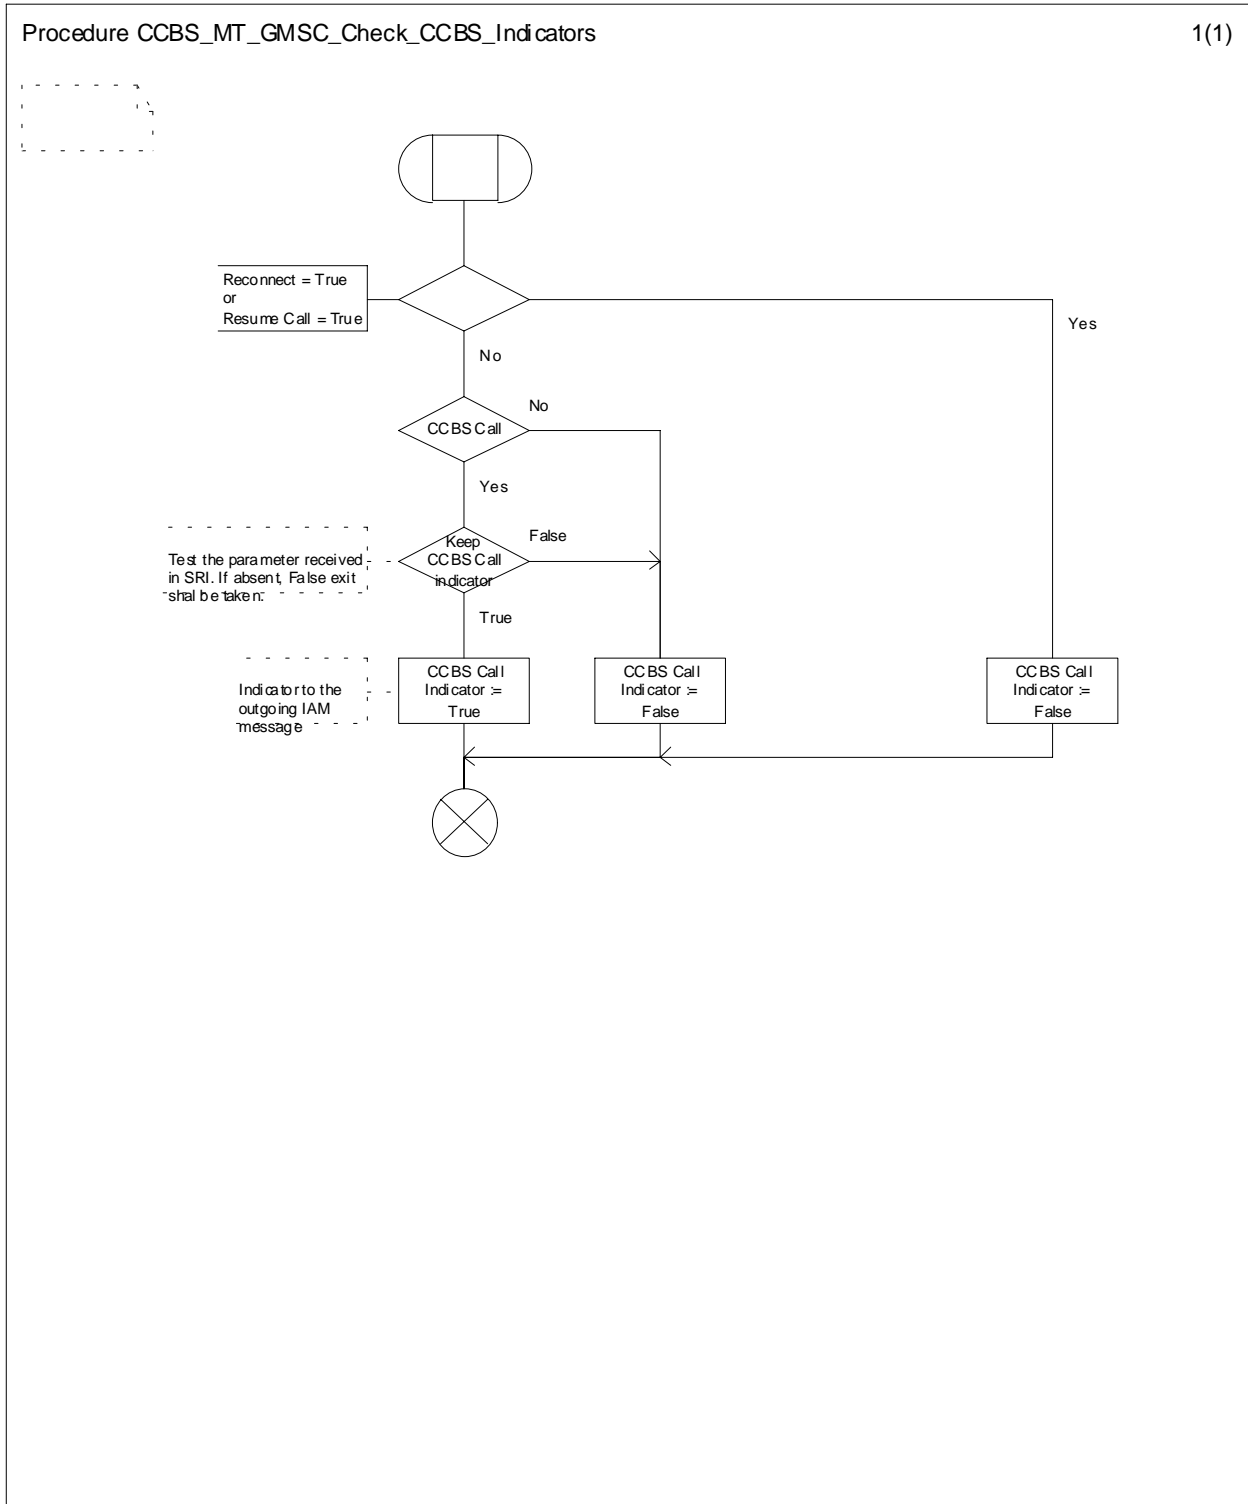 Procedure CCBS_MT_GMSC_Check_CCBS_Indicators
1(1)
Reconnect = True
or
Resume Call = True
Yes
No
No
CCBS Call
Yes
Keep
CCBS Call
indicator
False
Test the parameter received
in SRI. If absent, False exit
shal be taken.
True
CCBS Call
Indicator :=
True
CCBS Call
Indicator :=
False
CCBS Call
Indicator :=
False
Indicator to the
outgoing IAM
message